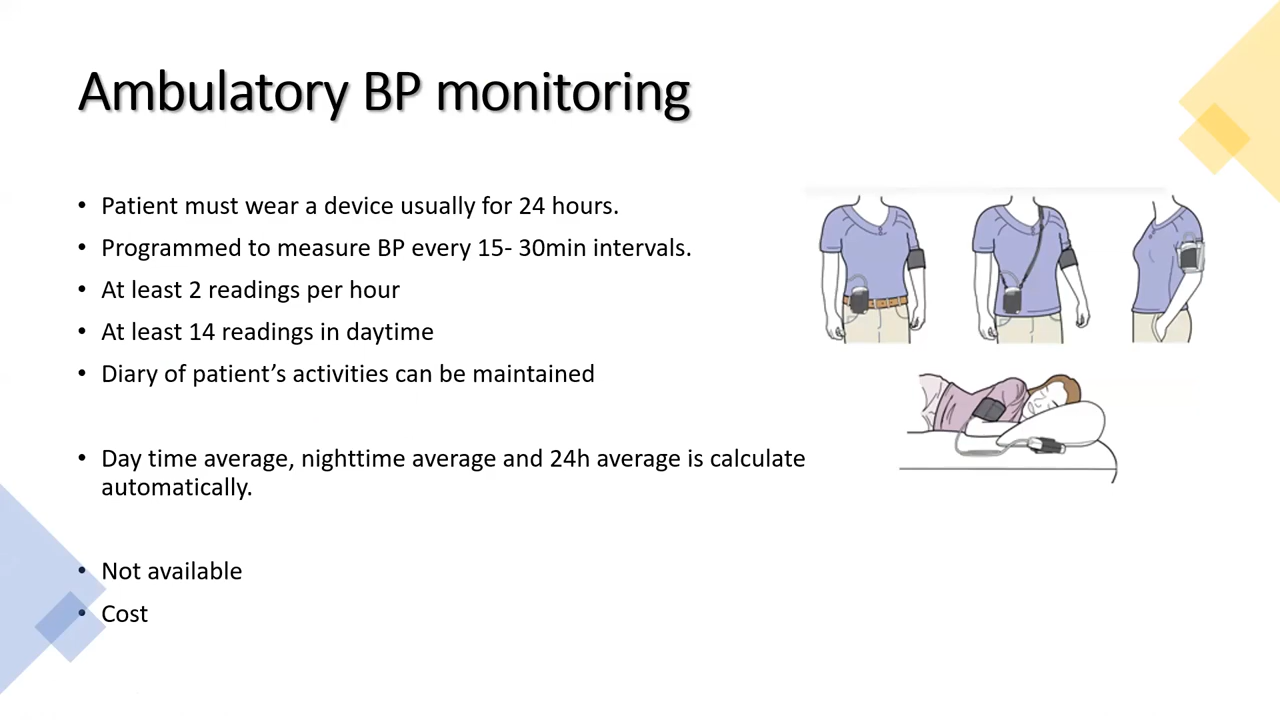 Ambulatory BP monitoring
• Patient must wear a device usually for 24 hours.
• Programmed to measure BP every 15- 30min intervals.
• At least 2 readings per hour
• At least 14 readings in daytime
• Diary of patient’s activities can be maintained
• Day time average, nighttime average and 24h average is calculate
automatically.
• Not available
• Cost